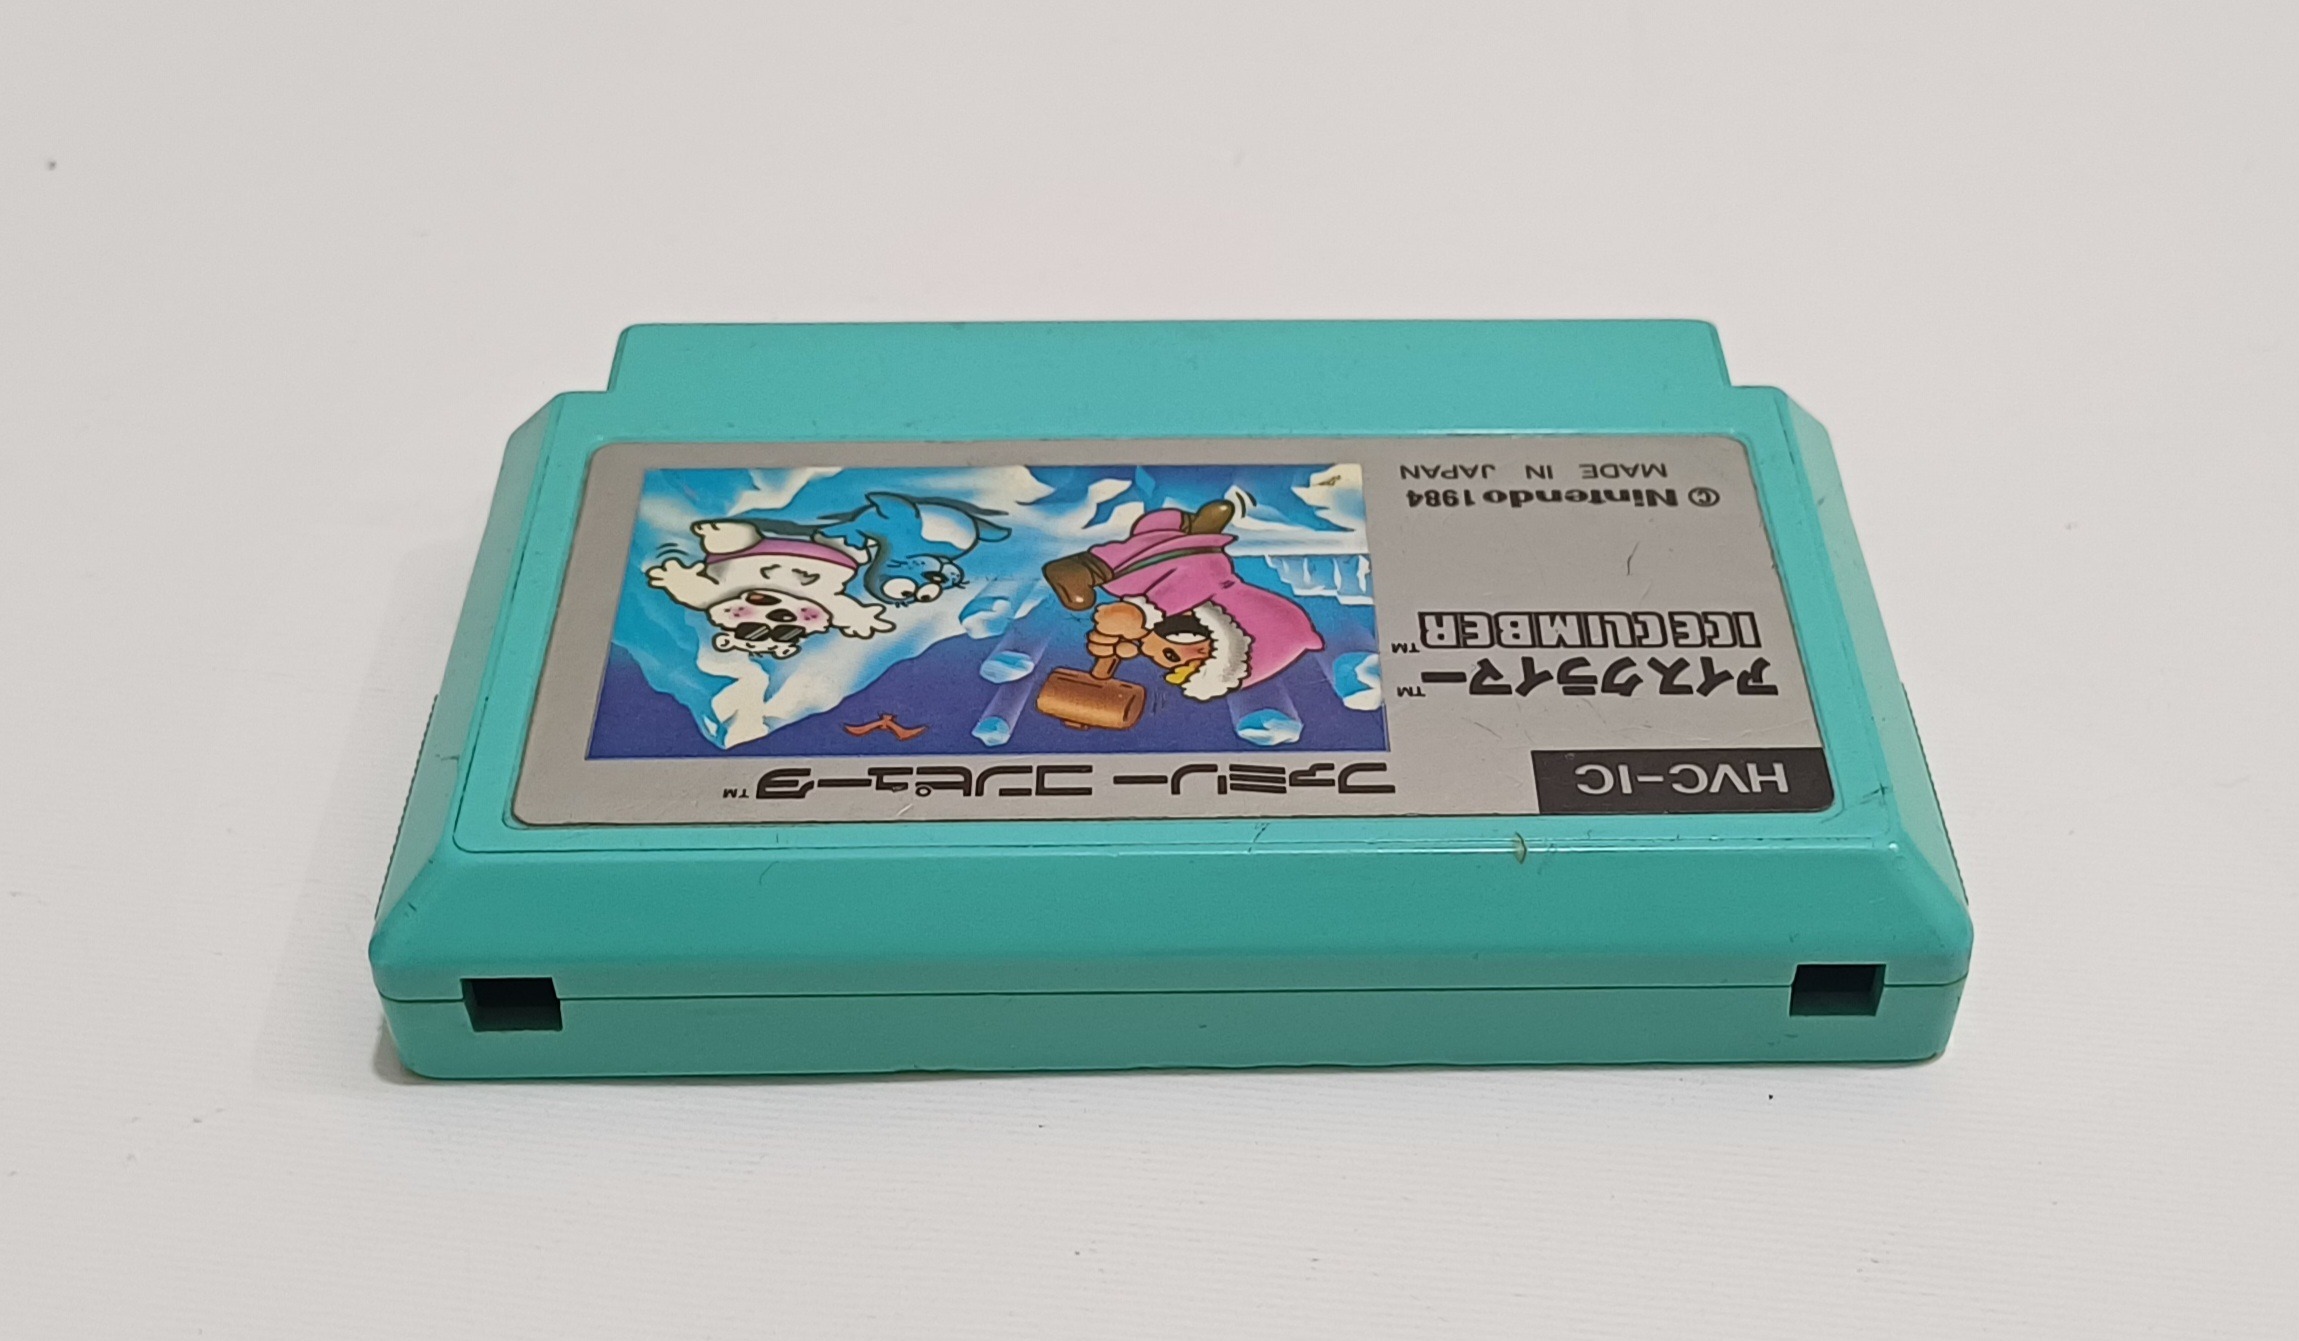 HVC-IC
ファミリー コンピュータ™
アイスクライマー™
ICE CLIMBER™
© Nintendo 1984
MADE IN JAPAN